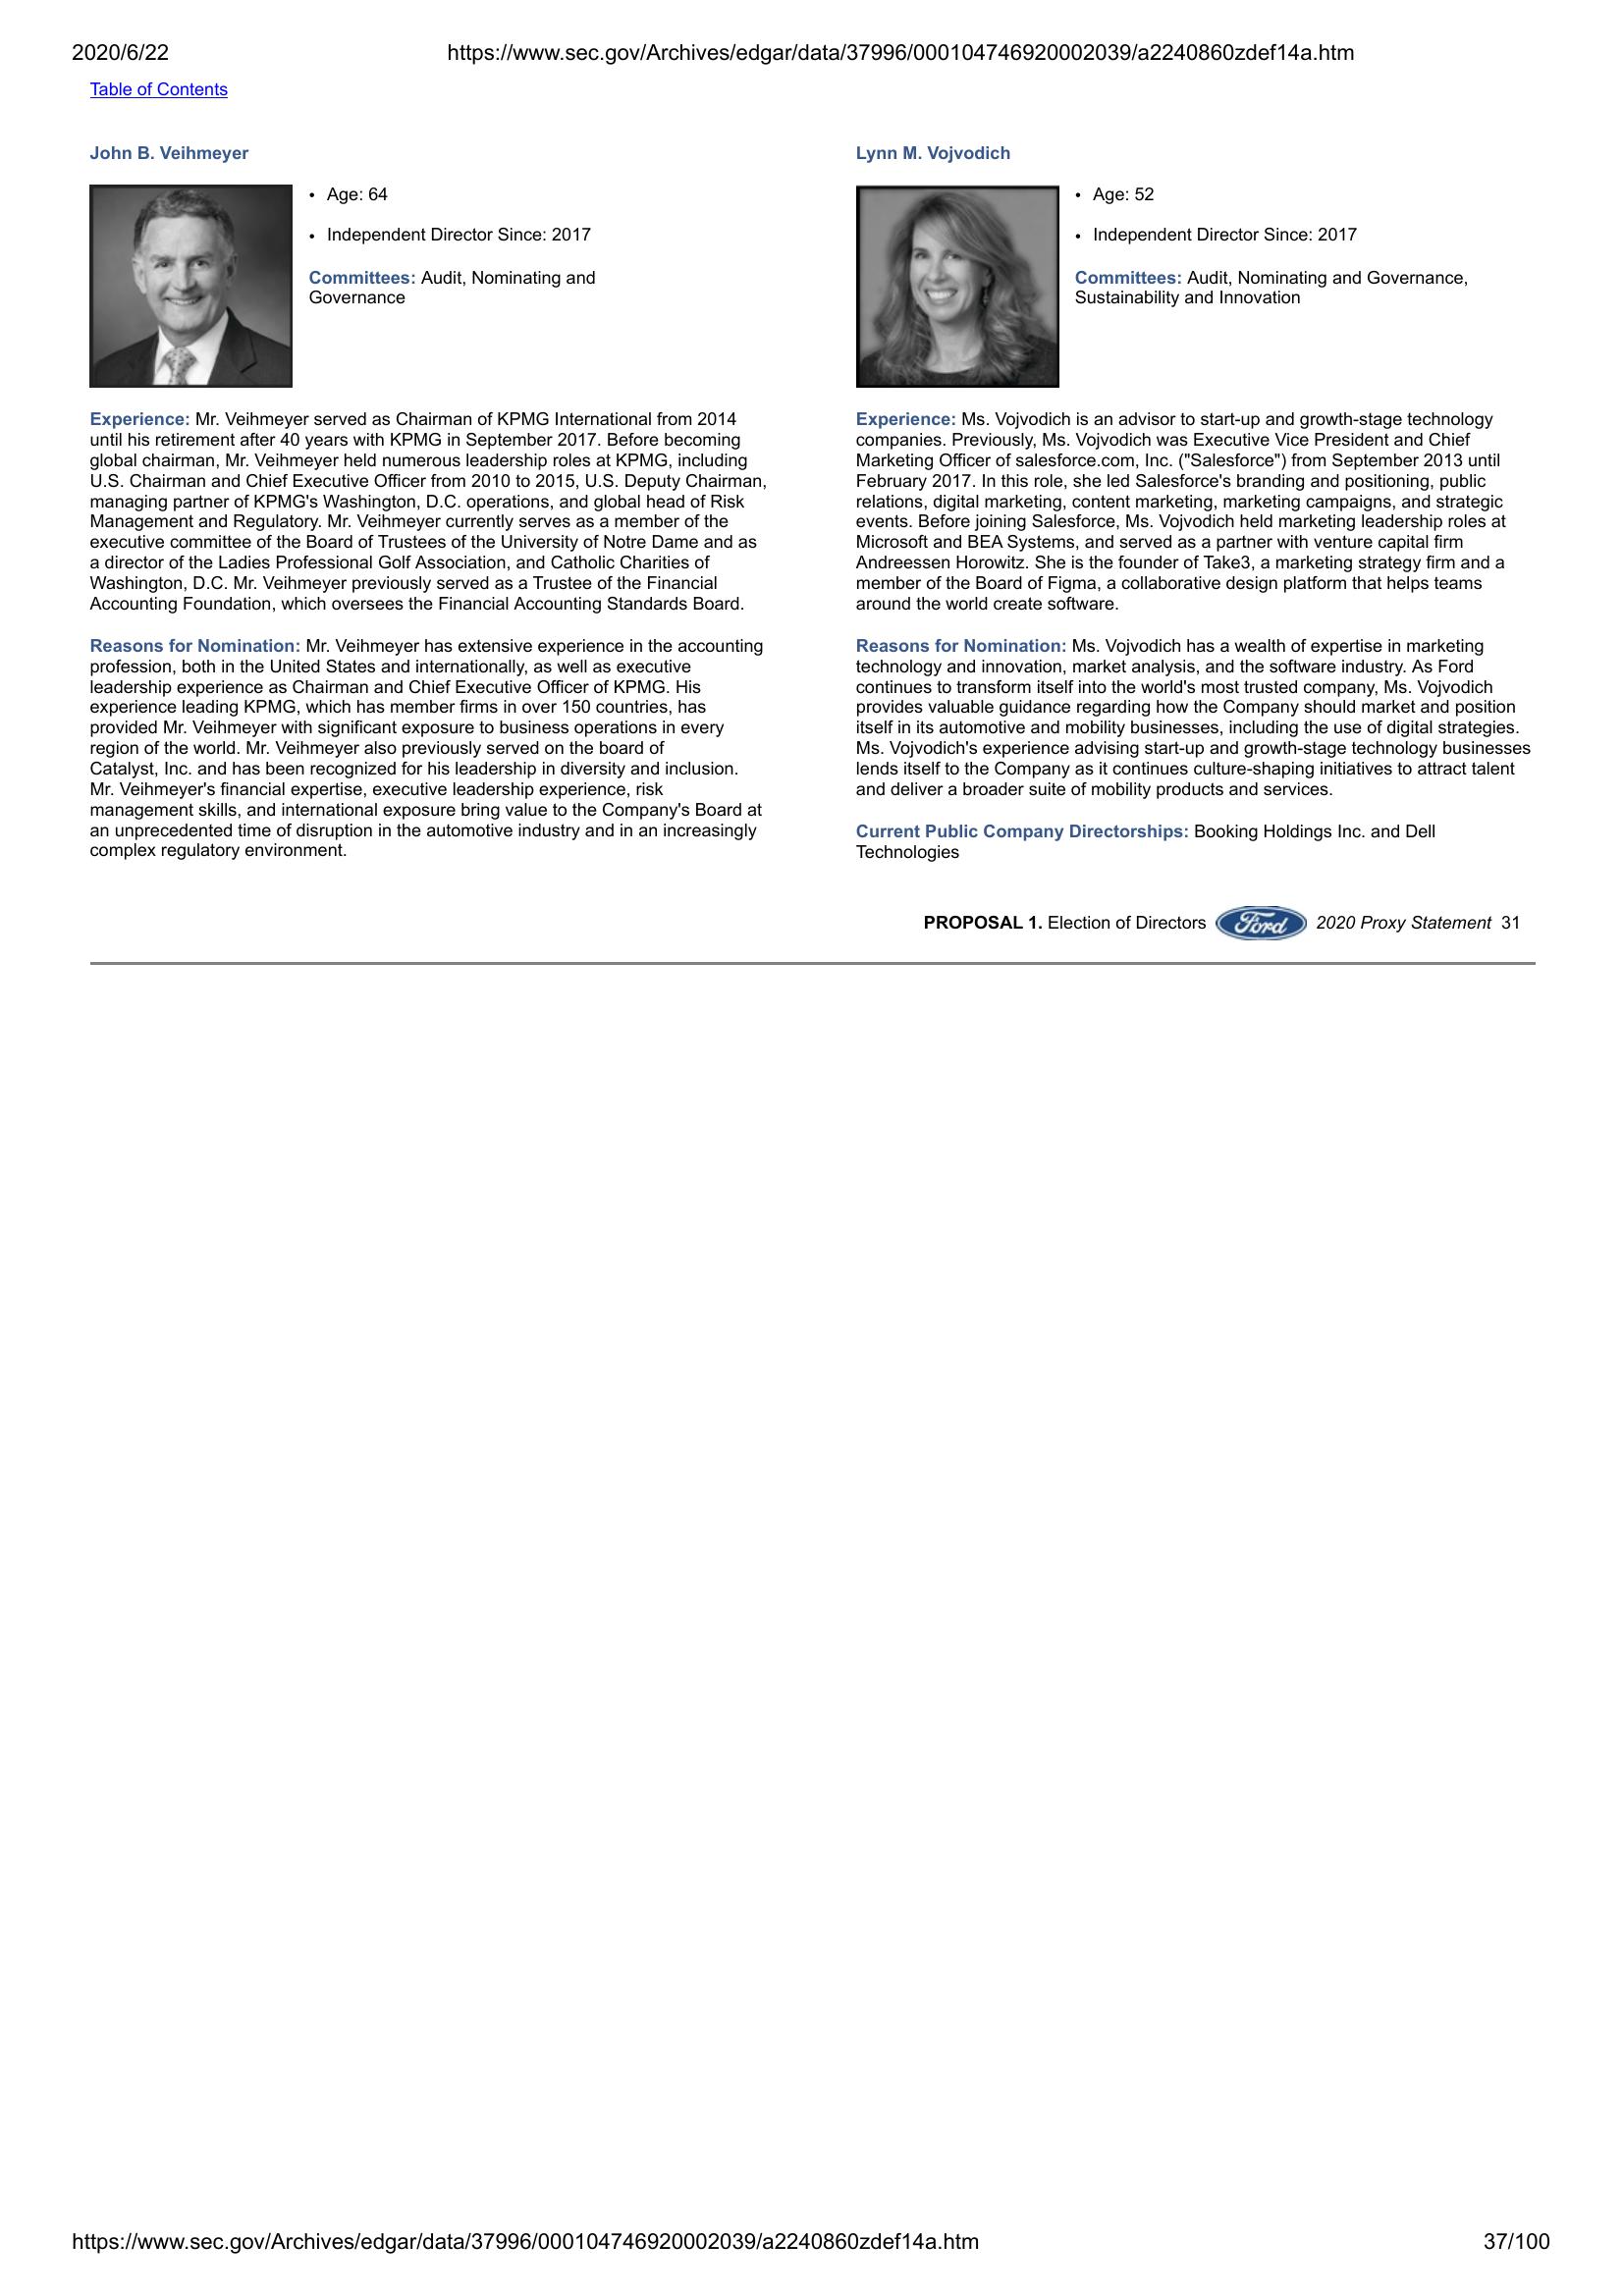 2020/6/22
https://www.sec.gov/Archives/edgar/data/37996/000104746920002039/a2240860zdef14a.htm
Table of Contents
John B. Veihmeyer
• Age: 64
• Independent Director Since: 2017
Committees: Audit, Nominating and
Governance
Experience: Mr. Veihmeyer served as Chairman of KPMG International from 2014
until his retirement after 40 years with KPMG in September 2017. Before becoming
global chairman, Mr. Veihmeyer held numerous leadership roles at KPMG, including
U.S. Chairman and Chief Executive Officer from 2010 to 2015, U.S. Deputy Chairman,
managing partner of KPMG's Washington, D.C. operations, and global head of Risk
Management and Regulatory. Mr. Veihmeyer currently serves as a member of the
executive committee of the Board of Trustees of the University of Notre Dame and as
a director of the Ladies Professional Golf Association, and Catholic Charities of
Washington, D.C. Mr. Veihmeyer previously served as a Trustee of the Financial
Accounting Foundation, which oversees the Financial Accounting Standards Board.
Reasons for Nomination: Mr. Veihmeyer has extensive experience in the accounting
profession, both in the United States and internationally, as well as executive
leadership experience as Chairman and Chief Executive Officer of KPMG. His
experience leading KPMG, which has member firms in over 150 countries, has
provided Mr. Veihmeyer with significant exposure to business operations in every
region of the world. Mr. Veihmeyer also previously served on the board of
Catalyst, Inc. and has been recognized for his leadership in diversity and inclusion.
Mr. Veihmeyer's financial expertise, executive leadership experience, risk
management skills, and international exposure bring value to the Company's Board at
an unprecedented time of disruption in the automotive industry and in an increasingly
complex regulatory environment.
Lynn M. Vojvodich
• Age: 52
• Independent Director Since: 2017
Committees: Audit, Nominating and Governance,
Sustainability and Innovation
Experience: Ms. Vojvodich is an advisor to start-up and growth-stage technology
companies. Previously, Ms. Vojvodich was Executive Vice President and Chief
Marketing Officer of salesforce.com, Inc. ("Salesforce") from September 2013 until
February 2017. In this role, she led Salesforce's branding and positioning, public
relations, digital marketing, content marketing, marketing campaigns, and strategic
events. Before joining Salesforce, Ms. Vojvodich held marketing leadership roles at
Microsoft and BEA Systems, and served as a partner with venture capital firm
Andreessen Horowitz. She is the founder of Take3, a marketing strategy firm and a
member of the Board of Figma, a collaborative design platform that helps teams
around the world create software.
Reasons for Nomination: Ms. Vojvodich has a wealth of expertise in marketing
technology and innovation, market analysis, and the software industry. As Ford
continues to transform itself into the world's most trusted company, Ms. Vojvodich
provides valuable guidance regarding how the Company should market and position
itself in its automotive and mobility businesses, including the use of digital strategies.
Ms. Vojvodich's experience advising start-up and growth-stage technology businesses
lends itself to the Company as it continues culture-shaping initiatives to attract talent
and deliver a broader suite of mobility products and services.
Current Public Company Directorships: Booking Holdings Inc. and Dell
Technologies
PROPOSAL 1. Election of Directors Ford 2020 Proxy Statement 31
https://www.sec.gov/Archives/edgar/data/37996/000104746920002039/a2240860zdef14a.htm
37/100